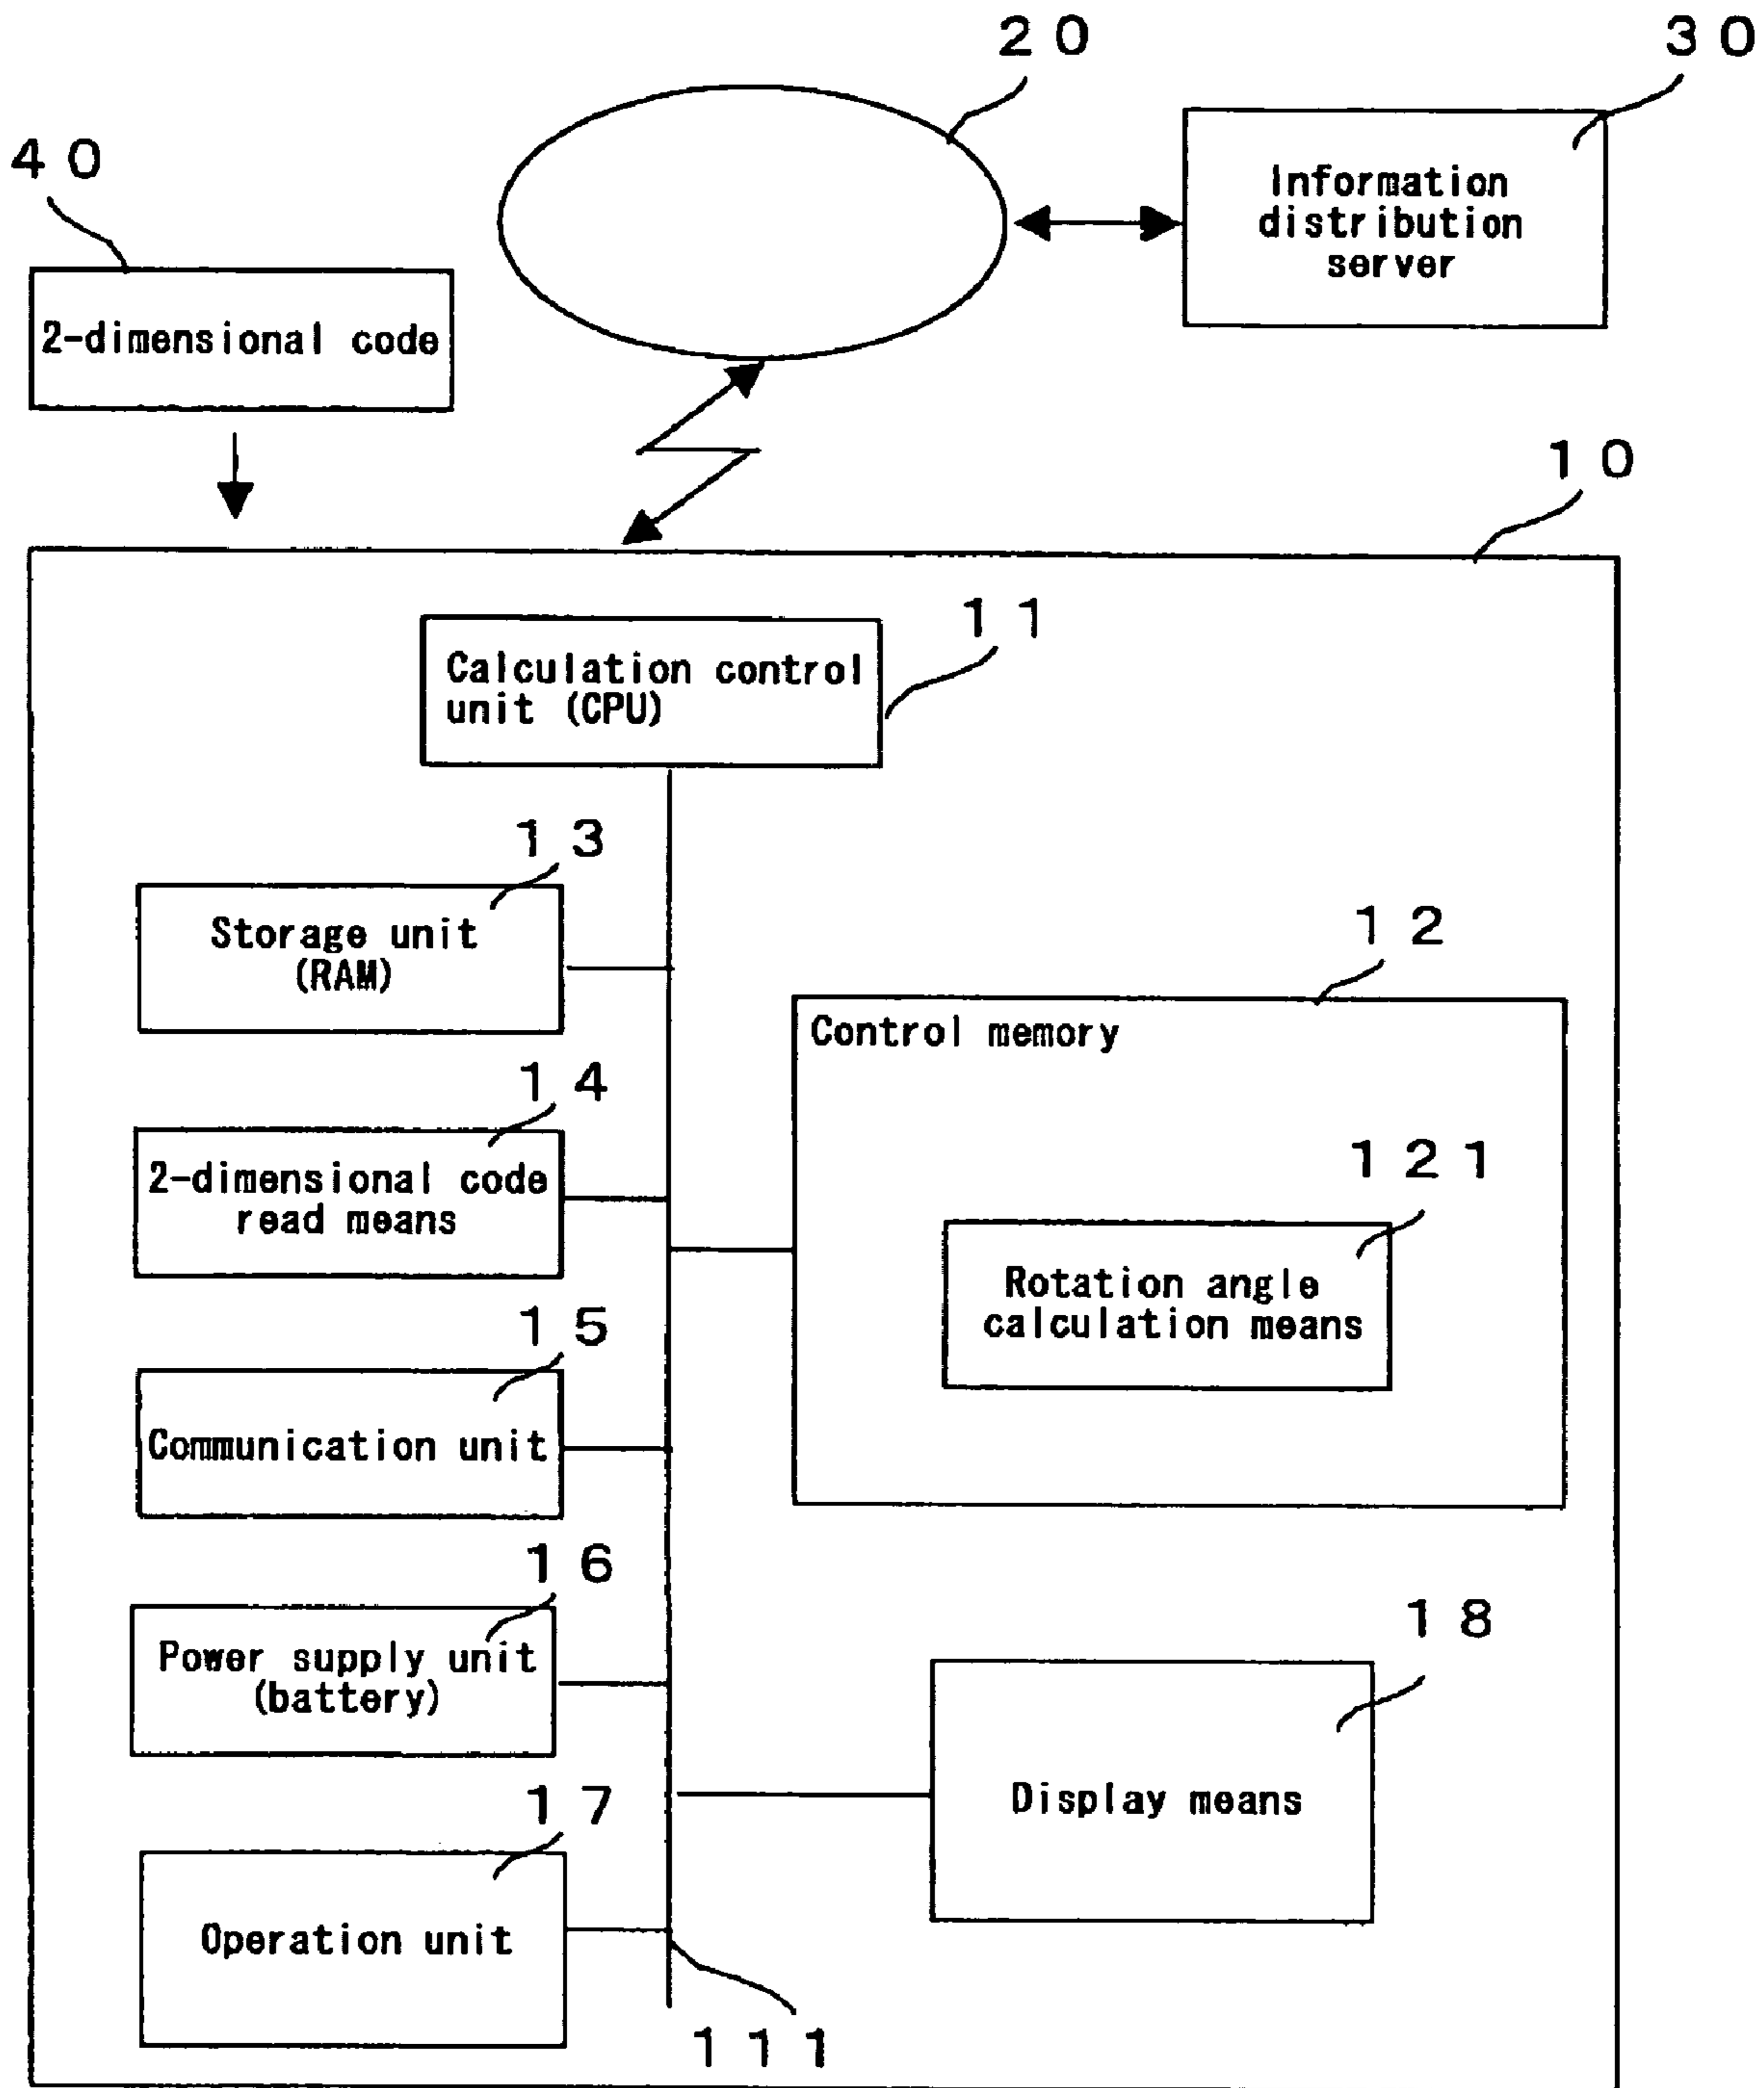 20
30
40
Information
distribution
server
2-dimensional code
10
11
Calculation control
unit (CPU)
13
Storage unit
(RAM)
12
Control memory
14
2-dimensional code
read means
121
Rotation angle
calculation means
15
Communication unit
16
Power supply unit
(battery)
18
Display means
17
Operation unit
111